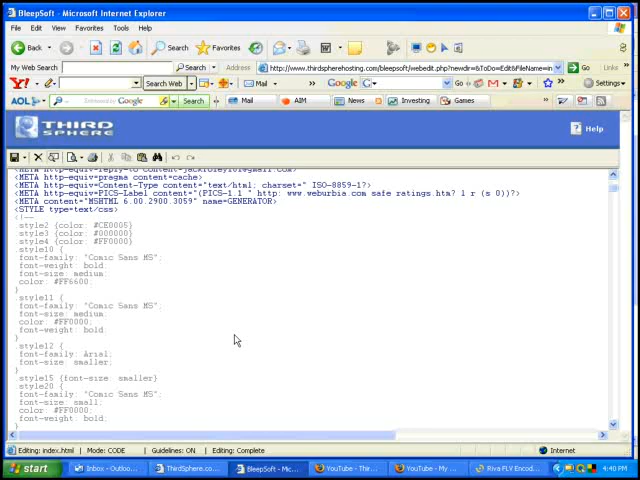 BleepSoft - Microsoft Internet Explorer
File Edit View Favorites Tools Help
Back Search Favorites
My Web Search Search Address http://www.thirdspherehosting.com/bleepsoft/webedit.php?newdir=&ToDo=Edit&FileName=in Go Links
Y! Search Web Mail Google Go Settings
AOL Google Search Mail AIM News Investing Games
THIRD
SPHERE
Help
<META http-equiv=pragma content=cache>
<META http-equiv=Content-Type content="text/html; charset=" ISO-8859-1?>
<META http-equiv=PICS-Label content="(PICS-1.1 " http: www.weburbia.com safe ratings.htm? l r (s 0))?>
<META content="MSHTML 6.00.2900.3059" name=GENERATOR>
<STYLE type=text/css>
<!--
.style2 {color: #CE0005}
.style3 {color: #000000}
.style4 {color: #FF0000}
.style10 {
font-family: "Comic Sans MS";
font-weight: bold;
font-size: medium;
color: #FF6600;
}
.style11 {
font-family: "Comic Sans MS";
font-size: medium;
color: #FF0000;
font-weight: bold;
}
.style12 {
font-family: Arial;
font-size: smaller;
}
.style15 {font-size: smaller}
.style20 {
font-family: "Comic Sans MS";
font-size: small;
color: #FF0000;
font-weight: bold;
}
Editing: index.html Mode: CODE Guidelines: ON Editing: Complete
Internet
start Inbox - Outloo... ThirdSphere.co... BleepSoft - Mic... YouTube - Thir... YouTube - My ... Riva FLV Encod... 4:40 PM